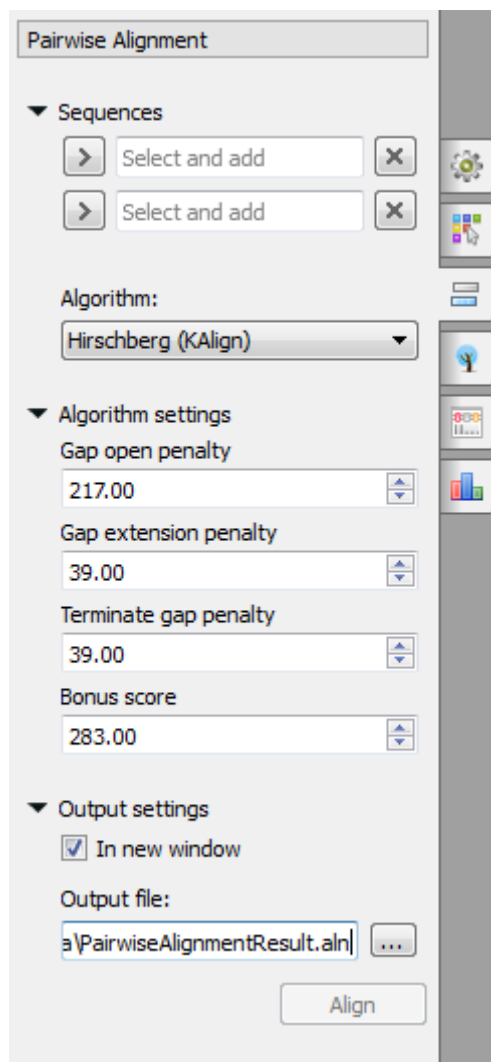 Pairwise Alignment
Sequences
Select and add
Select and add
Algorithm:
Hirschberg (KAlign)
Algorithm settings
Gap open penalty
217.00
Gap extension penalty
39.00
Terminate gap penalty
39.00
Bonus score
283.00
Output settings
In new window
Output file:
a\PairwiseAlignmentResult.aln
...
Align